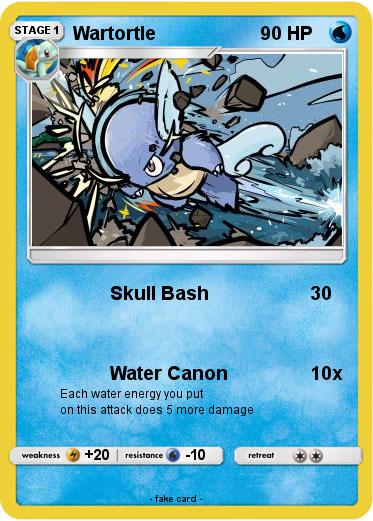 STAGE 1 Wartortle 90 HP
Skull Bash 30
Water Canon 10x
Each water energy you put
on this attack does 5 more damage
weakness +20 resistance -10 retreat
- fake card -